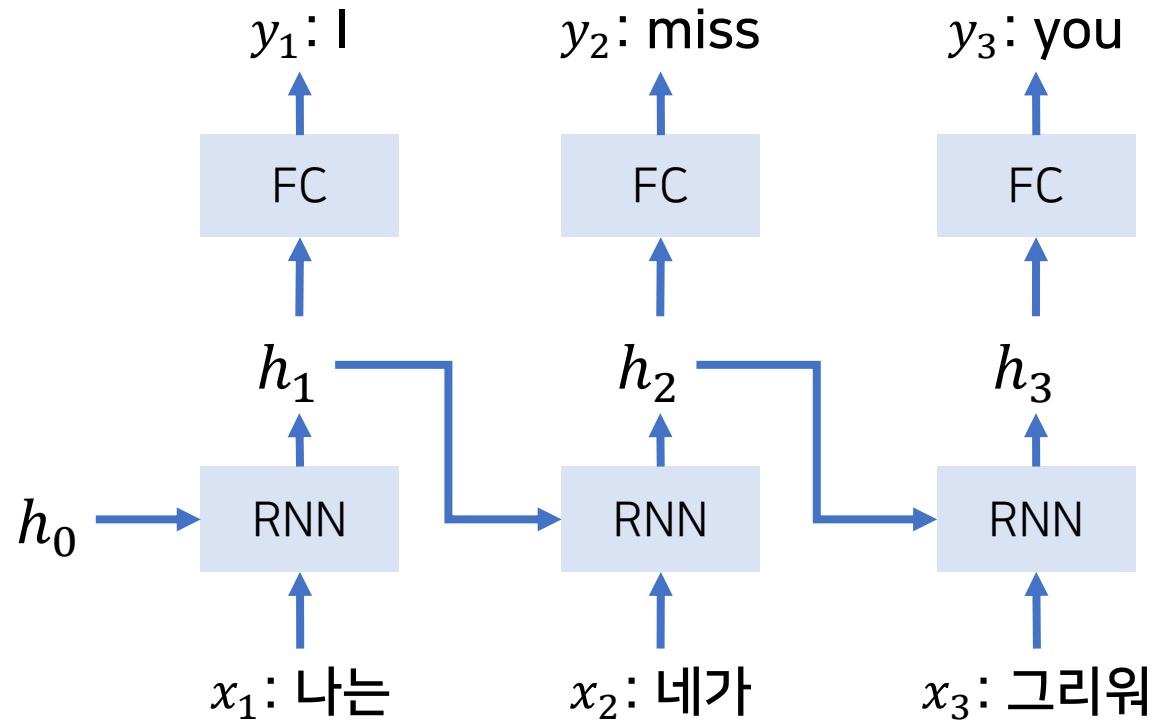 y₁: I
y₂: miss
y₃: you
FC
FC
FC
h₁
h₂
h₃
h₀
RNN
RNN
RNN
x₁: 나는
x₂: 네가
x₃: 그리워